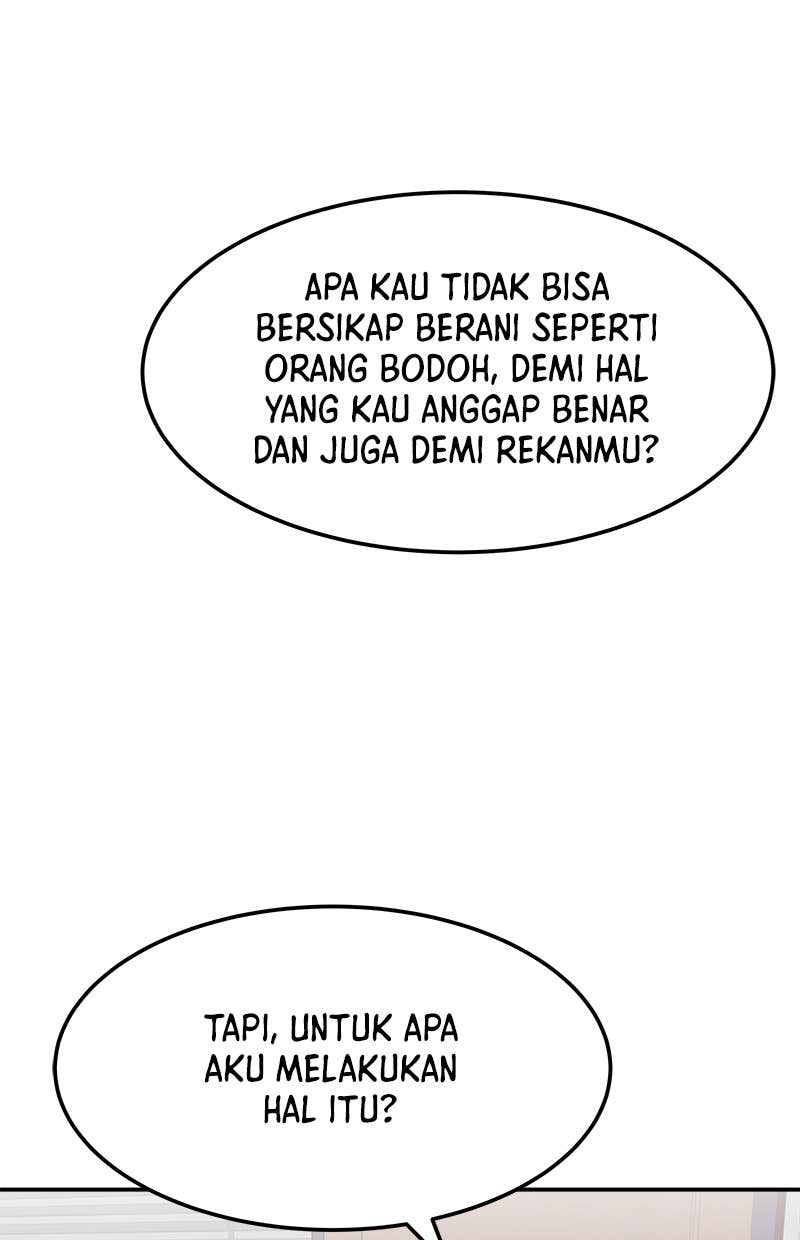 APA KAU TIDAK BISA
BERSIKAP BERANI SEPERTI
ORANG BODOH, DEMI HAL
YANG KAU ANGGAP BENAR
DAN JUGA DEMI REKANMU?
TAPI, UNTUK APA
AKU MELAKUKAN
HAL ITU?